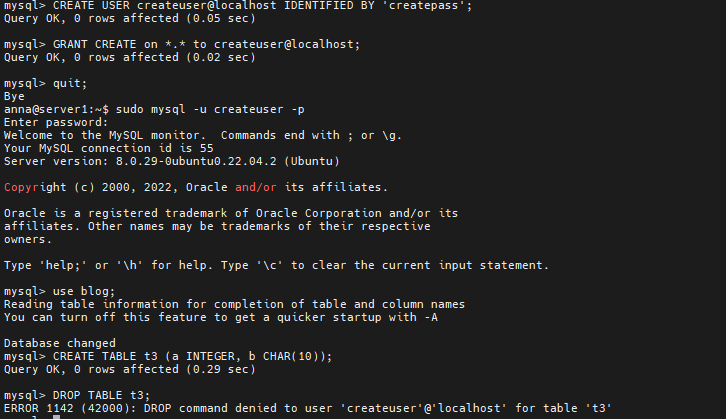 mysql> CREATE USER createuser@localhost IDENTIFIED BY 'createpass';
Query OK, 0 rows affected (0.05 sec)
mysql> GRANT CREATE on *.* to createuser@localhost;
Query OK, 0 rows affected (0.02 sec)
mysql> quit;
Bye
anna@server1:~$ sudo mysql -u createuser -p
Enter password:
Welcome to the MySQL monitor.  Commands end with ; or \g.
Your MySQL connection id is 55
Server version: 8.0.29-0ubuntu0.22.04.2 (Ubuntu)
Copyright (c) 2000, 2022, Oracle and/or its affiliates.
Oracle is a registered trademark of Oracle Corporation and/or its
affiliates. Other names may be trademarks of their respective
owners.
Type 'help;' or '\h' for help. Type '\c' to clear the current input statement.
mysql> use blog;
Reading table information for completion of table and column names
You can turn off this feature to get a quicker startup with -A
Database changed
mysql> CREATE TABLE t3 (a INTEGER, b CHAR(10));
Query OK, 0 rows affected (0.29 sec)
mysql> DROP TABLE t3;
ERROR 1142 (42000): DROP command denied to user 'createuser'@'localhost' for table 't3'